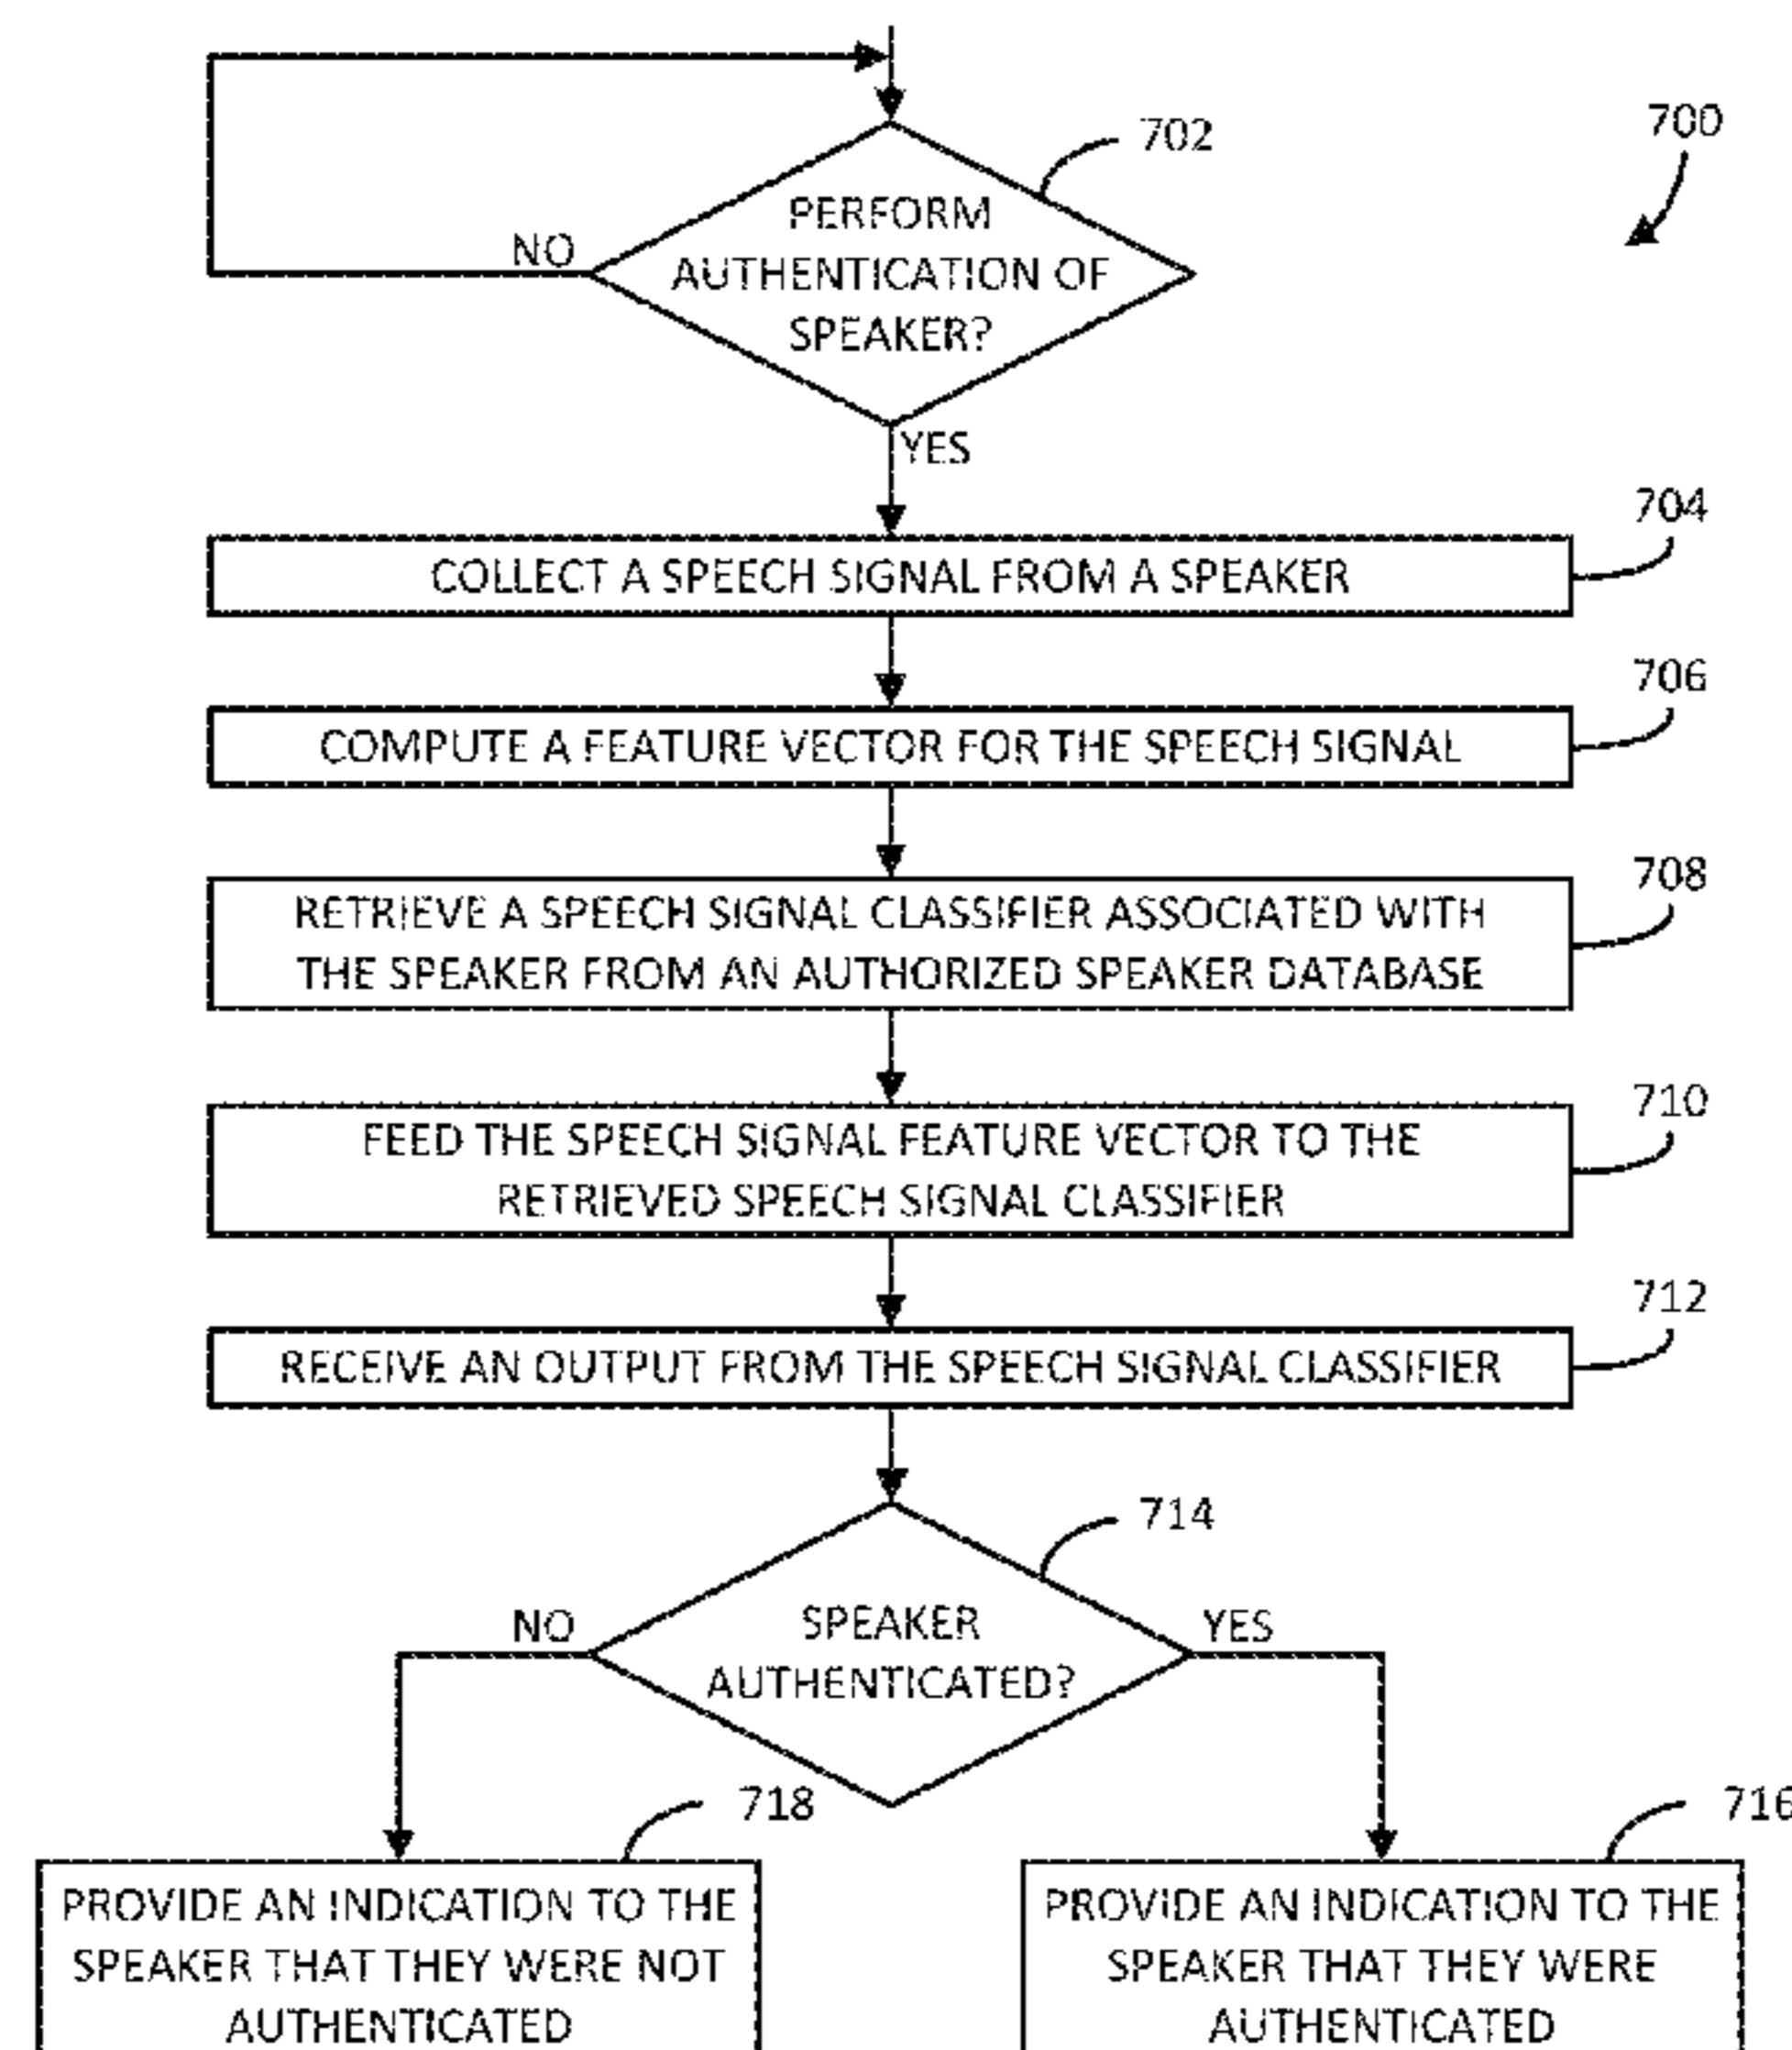 702
700
PERFORM
AUTHENTICATION OF
SPEAKER?
NO
YES
704
COLLECT A SPEECH SIGNAL FROM A SPEAKER
706
COMPUTE A FEATURE VECTOR FOR THE SPEECH SIGNAL
708
RETRIEVE A SPEECH SIGNAL CLASSIFIER ASSOCIATED WITH
THE SPEAKER FROM AN AUTHORIZED SPEAKER DATABASE
710
FEED THE SPEECH SIGNAL FEATURE VECTOR TO THE
RETRIEVED SPEECH SIGNAL CLASSIFIER
712
RECEIVE AN OUTPUT FROM THE SPEECH SIGNAL CLASSIFIER
714
SPEAKER
AUTHENTICATED?
NO
YES
718
PROVIDE AN INDICATION TO THE
SPEAKER THAT THEY WERE NOT
AUTHENTICATED
716
PROVIDE AN INDICATION TO THE
SPEAKER THAT THEY WERE
AUTHENTICATED